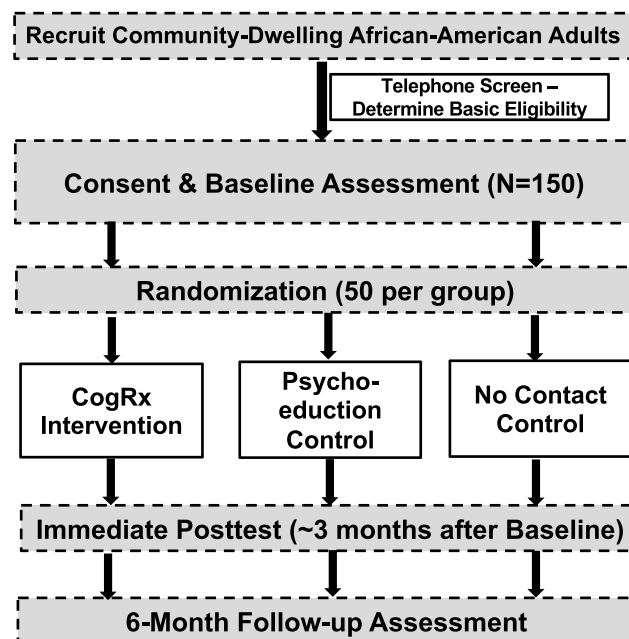 Recruit Community-Dwelling African-American Adults
Telephone Screen –
Determine Basic Eligibility
Consent & Baseline Assessment (N=150)
Randomization (50 per group)
CogRx
Intervention
Psycho-
eduction
Control
No Contact
Control
Immediate Posttest (~3 months after Baseline)
6-Month Follow-up Assessment